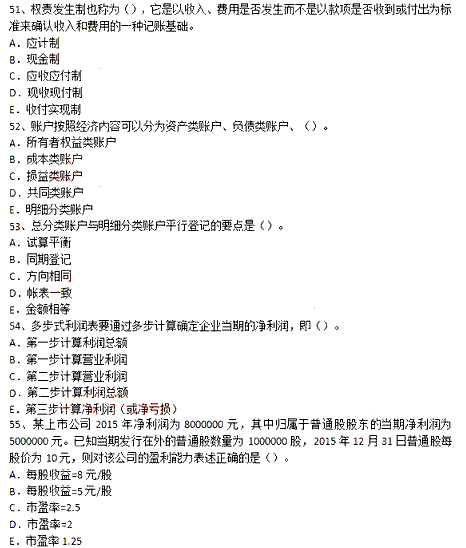 51、权责发生制也称为（），它是以收入、费用是否发生而不是以款项是否收到或付出为标
准来确认收入和费用的一种记账基础。
A．应计制
B．现金制
C．应收应付制
D．现收现付制
E．收付实现制
52、账户按照经济内容可以分为资产类账户、负债类账户、（）。
A．所有者权益类账户
B．成本类账户
C．损益类账户
D．共同类账户
E．明细分类账户
53、总分类账户与明细分类账户平行登记的要点是（）。
A．试算平衡
B．同期登记
C．方向相同
D．帐表一致
E．金额相等
54、多步式利润表要通过多步计算确定企业当期的净利润，即（）。
A．第一步计算利润总额
B．第一步计算营业利润
C．第二步计算营业利润
D．第二步计算利润总额
E．第三步计算净利润（或净亏损）
55、某上市公司 2015 年净利润为 8000000 元，其中归属于普通股股东的当期净利润为
5000000 元。已知当期发行在外的普通股数量为 1000000 股，2015 年 12 月 31 日普通股每
股价为 10 元，则对该公司的盈利能力表述正确的是（）。
A．每股收益=8 元/股
B．每股收益=5 元/股
C．市盈率=2.5
D．市盈率=2
E．市盈率 1.25